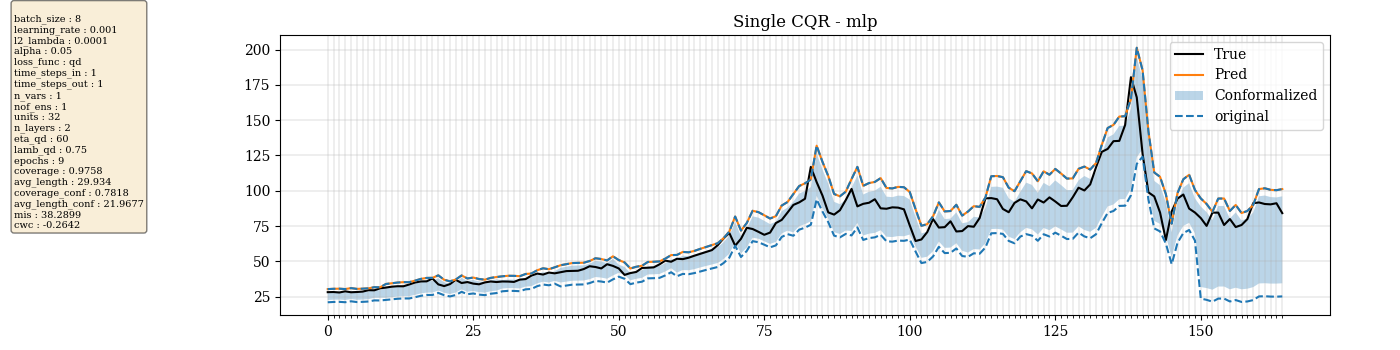 batch_size : 8
learning_rate : 0.001
l2_lambda : 0.0001
alpha : 0.05
loss_func : qd
time_steps_in : 1
time_steps_out : 1
n_vars : 1
nof_ens : 1
units : 32
n_layers : 2
eta_qd : 60
lamb_qd : 0.75
epochs : 9
coverage : 0.9758
avg_length : 29.934
coverage_conf : 0.7818
avg_length_conf : 21.9677
mis : 38.2899
cwc : -0.2642
Single CQR - mlp
200
175
150
125
100
75
50
25
True
Pred
Conformalized
original
0 25 50 75 100 125 150